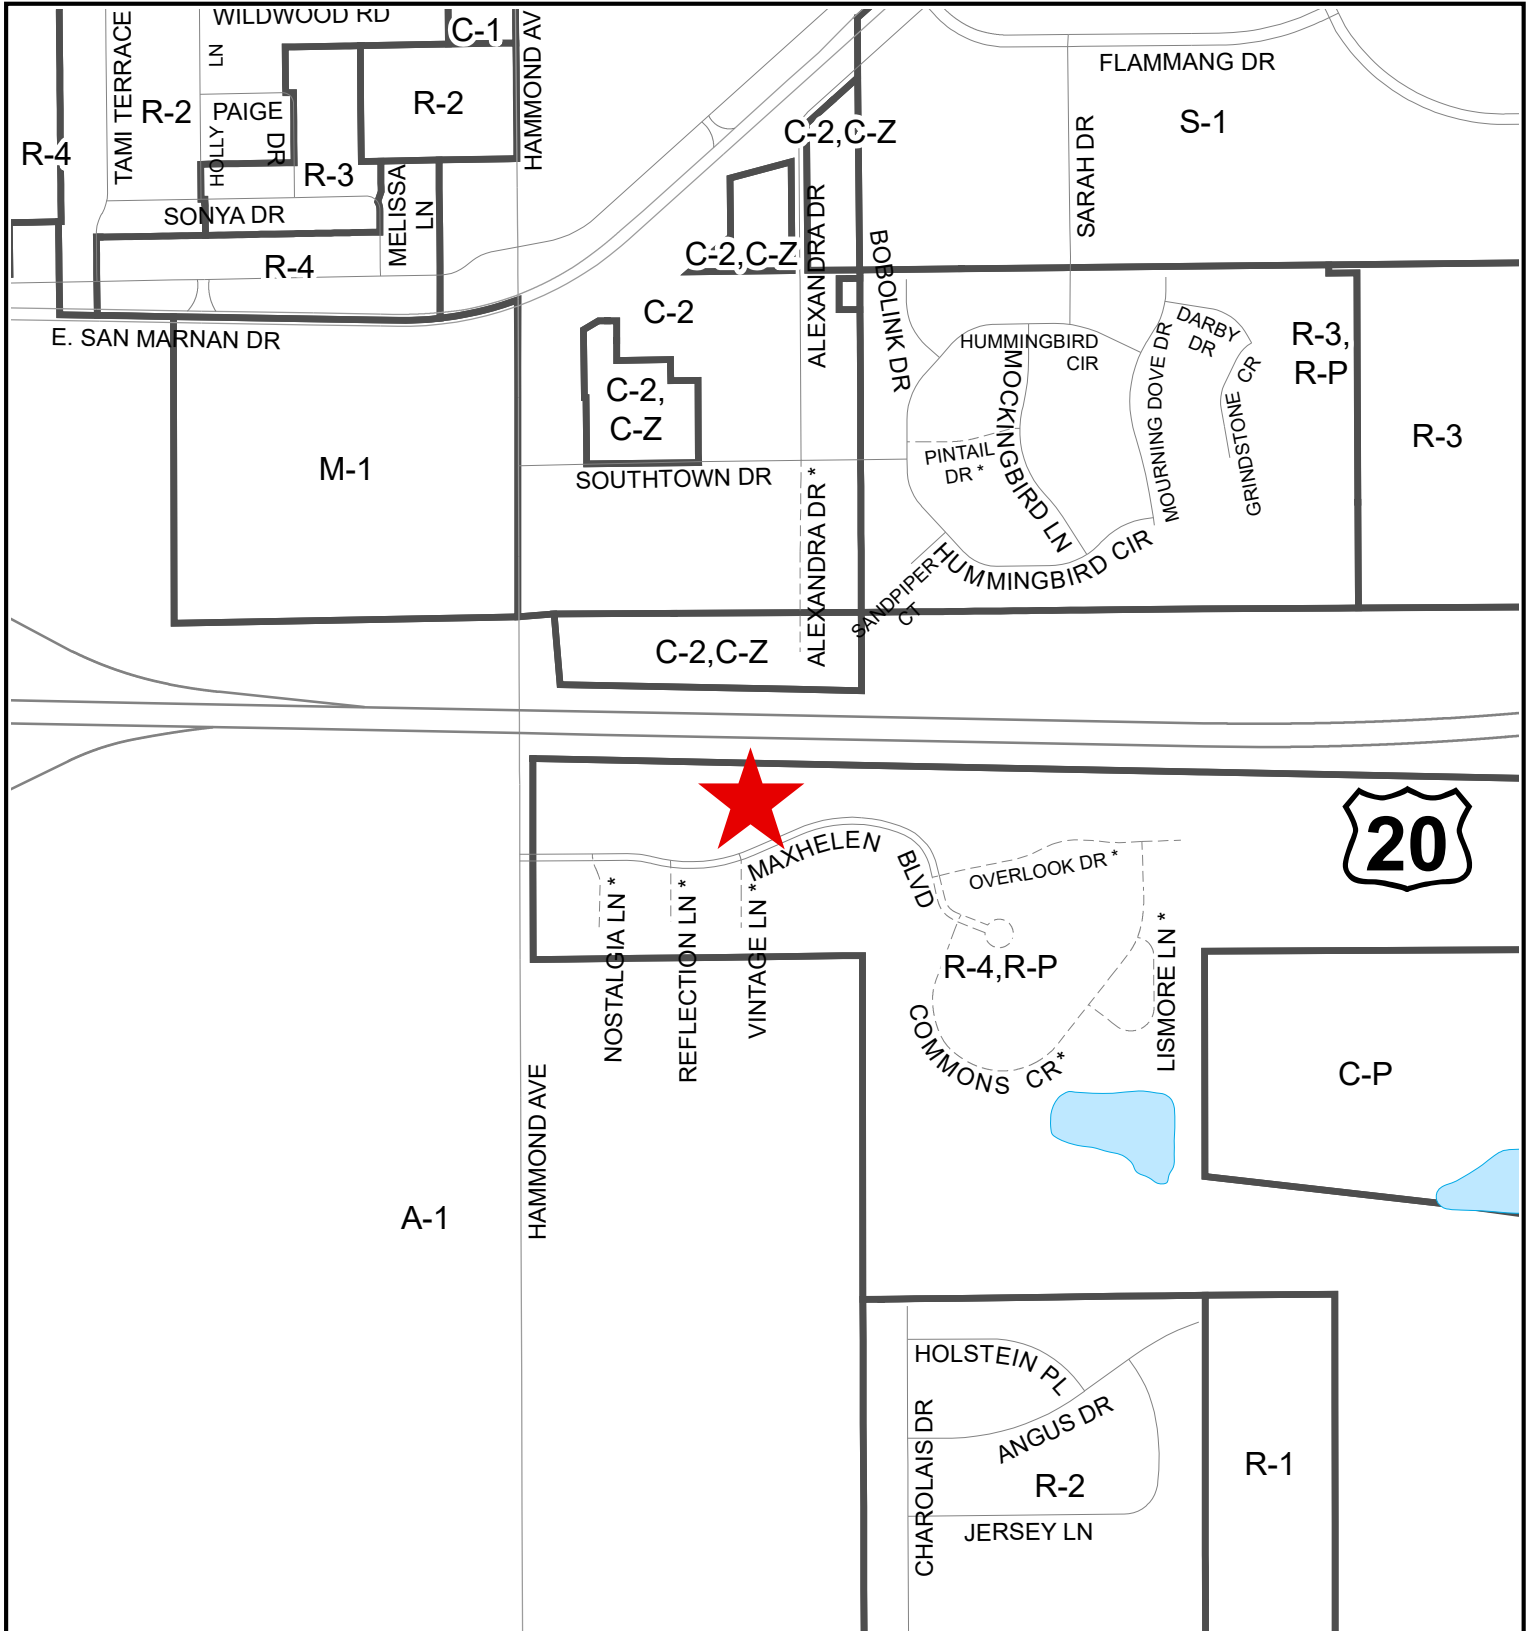 WILDWOOD RD
C-1
TAMI TERRACE
LN
HAMMOND AV
FLAMMANG DR
R-2
PAIGE
DR
R-2
S-1
C-2,C-Z
R-4
HOLLY
R-3
MELISSA
LN
SARAH DR
SONYA DR
ALEXANDRA DR
C-2,C-Z
R-4
BOBOLINK DR
C-2
E. SAN MARNAN DR
HUMMINGBIRD
CIR
DARBY
DR
R-3,
R-P
C-2,
C-Z
MOCKINGBIRD LN
MOURNING DOVE DR
GRINDSTONE CR
R-3
M-1
PINTAIL
DR *
SOUTHTOWN DR
ALEXANDRA DR *
HUMMINGBIRD CIR
SANDPIPER
CT
C-2,C-Z
20
MAXHELEN BLVD
OVERLOOK DR *
NOSTALGIA LN *
REFLECTION LN *
VINTAGE LN *
R-4,R-P
LISMORE LN *
COMMONS CR*
C-P
HAMMOND AVE
A-1
HOLSTEIN PL
ANGUS DR
CHAROLAIS DR
R-2
R-1
JERSEY LN
ALEXANDRA DR